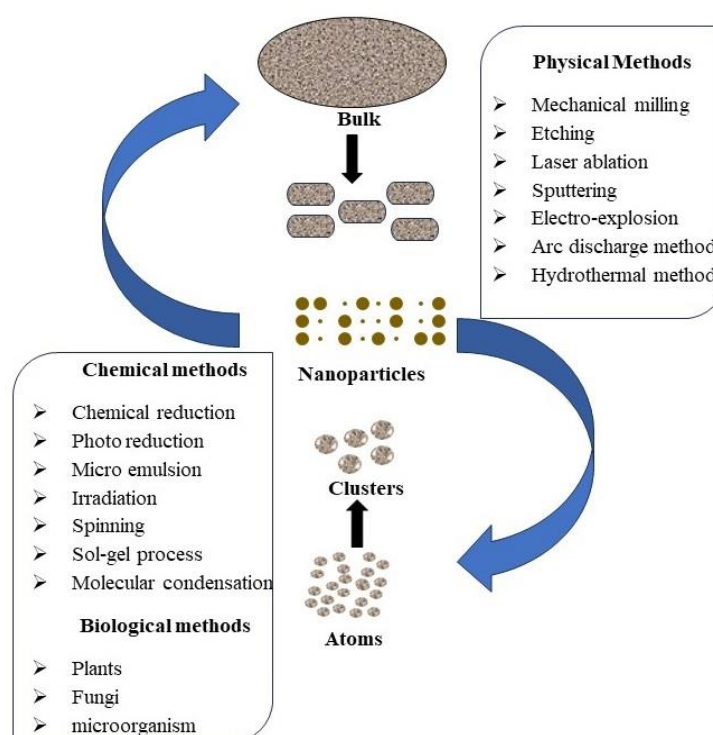 Bulk
Physical Methods
➢ Mechanical milling
➢ Etching
➢ Laser ablation
➢ Sputtering
➢ Electro-explosion
➢ Arc discharge method
➢ Hydrothermal method
Nanoparticles
Clusters
Atoms
Chemical methods
➢ Chemical reduction
➢ Photo reduction
➢ Micro emulsion
➢ Irradiation
➢ Spinning
➢ Sol-gel process
➢ Molecular condensation
Biological methods
➢ Plants
➢ Fungi
➢ microorganism